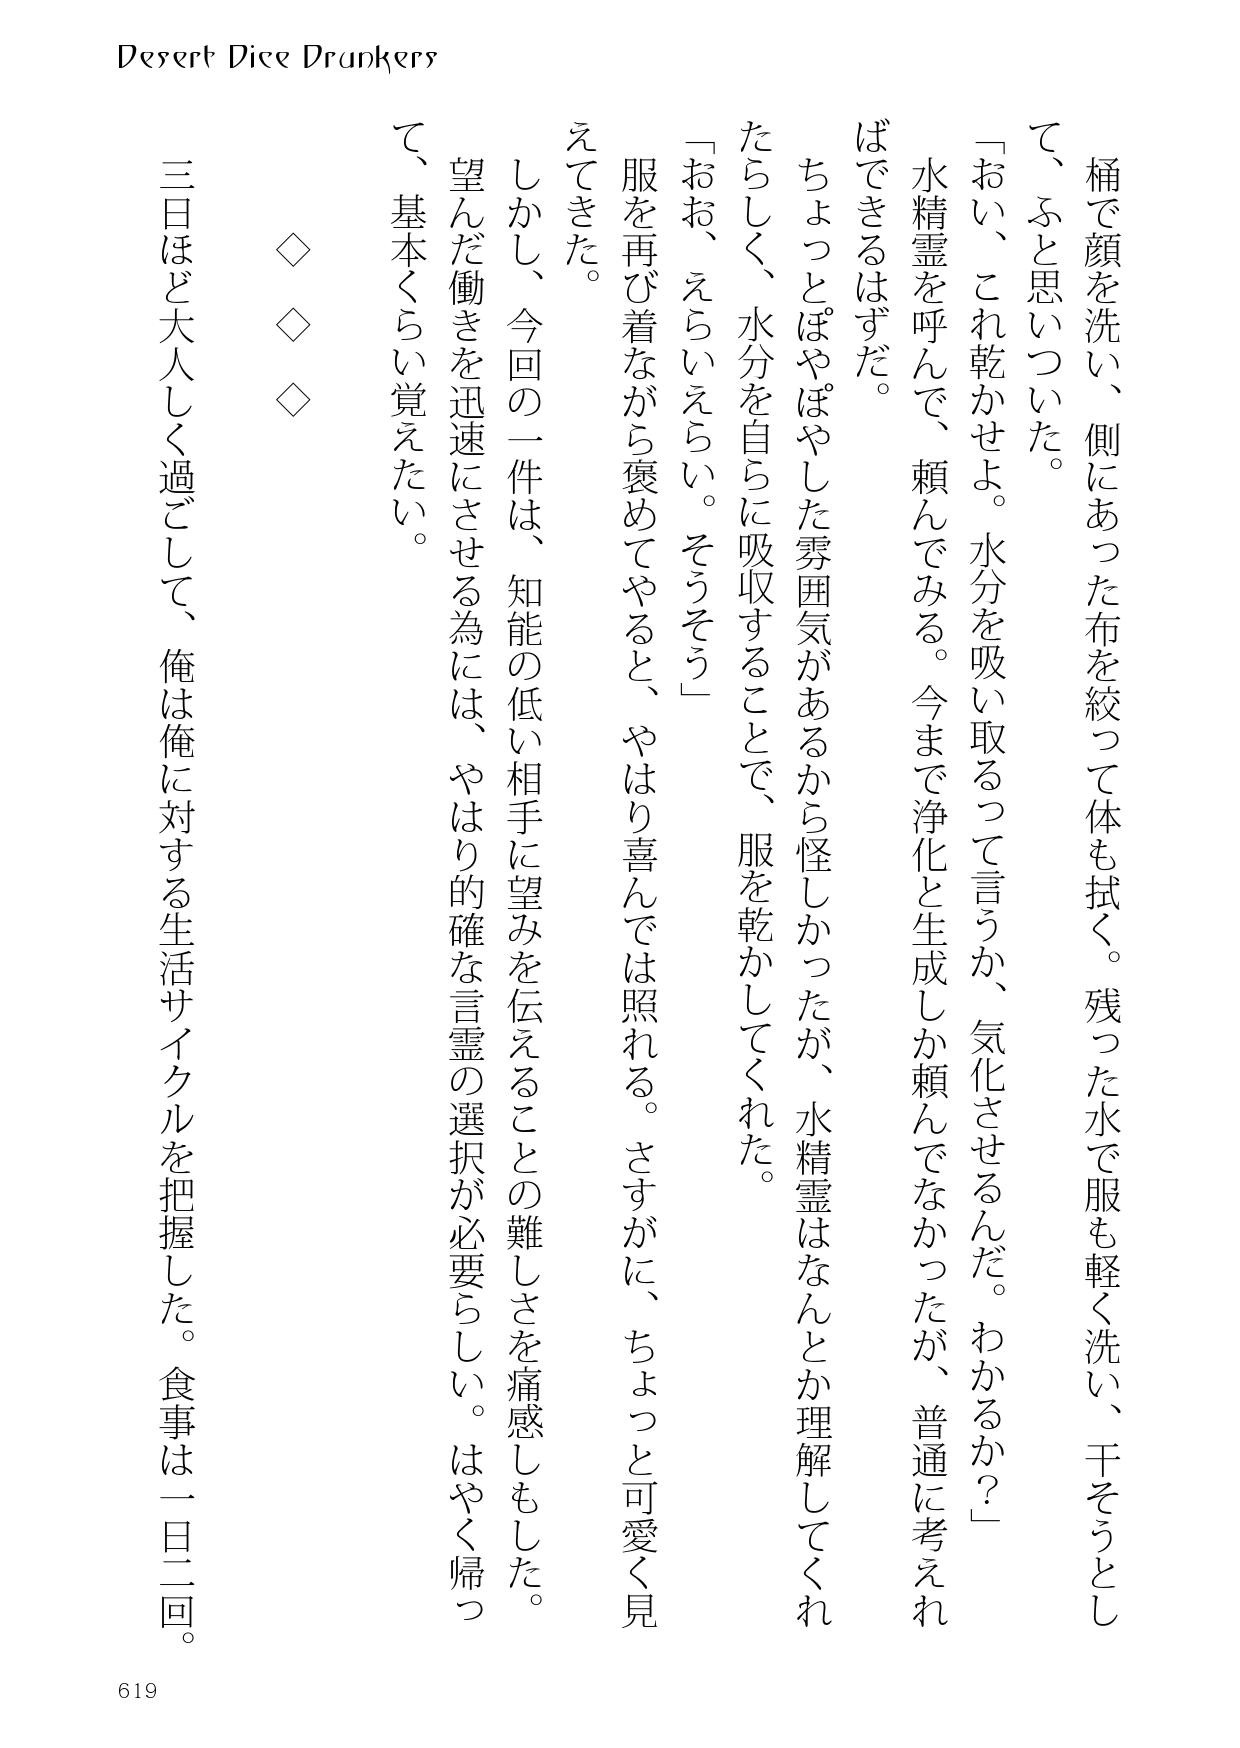 Desert Dice Drunkers
　桶で顔を洗い、側にあった布を絞って体も拭く。残った水で服も軽く洗い、干そうとし
て、ふと思いついた。
「おい、これ乾かせよ。水分を吸い取るって言うか、気化させるんだ。わかるか？」
　水精霊を呼んで、頼んでみる。今まで浄化と生成しか頼んでなかったが、普通に考えれ
ばできるはずだ。
　ちょっとぽやぽやした雰囲気があるから怪しかったが、水精霊はなんとか理解してくれ
たらしく、水分を自らに吸収することで、服を乾かしてくれた。
「おお、えらいえらい。そうそう」
　服を再び着ながら褒めてやると、やはり喜んでは照れる。さすがに、ちょっと可愛く見
えてきた。
　しかし、今回の一件は、知能の低い相手に望みを伝えることの難しさを痛感しもした。
　望んだ働きを迅速にさせる為には、やはり的確な言霊の選択が必要らしい。はやく帰っ
て、基本くらい覚えたい。
◇　◇　◇
　三日ほど大人しく過ごして、俺は俺に対する生活サイクルを把握した。食事は一日二回。
619